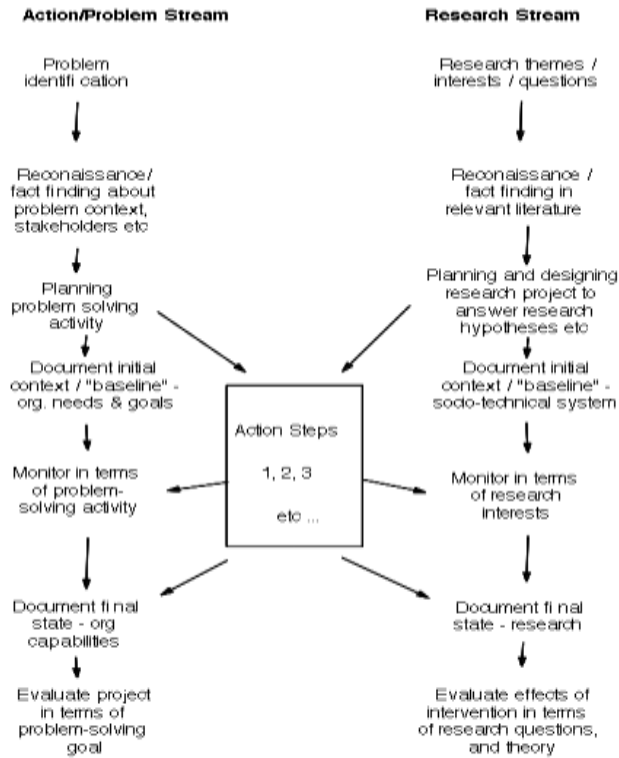 Action/Problem Stream
Problem
identifi cation
Reconaissance/
fact finding about
problem context,
stakeholders etc
Planning
problem solving
activity
Document initial
context / "baseline" -
org. needs & goals
Monitor in terms
of problem-
solving activity
Document fi nal
state - org
capabilities
Evaluate project
in terms of
problem-solving
goal
Action Steps
1, 2, 3
etc ...
Research Stream
Research themes /
interests / questions
Reconaissance /
fact finding in
relevant literature
Planning and designing
research project to
answer research
hypotheses etc
Document initial
context / "baseline" -
socio-technical system
Monitor in terms
of research
interests
Document fi nal
state - research
Evaluate effects of
intervention in terms
of research questions,
and theory